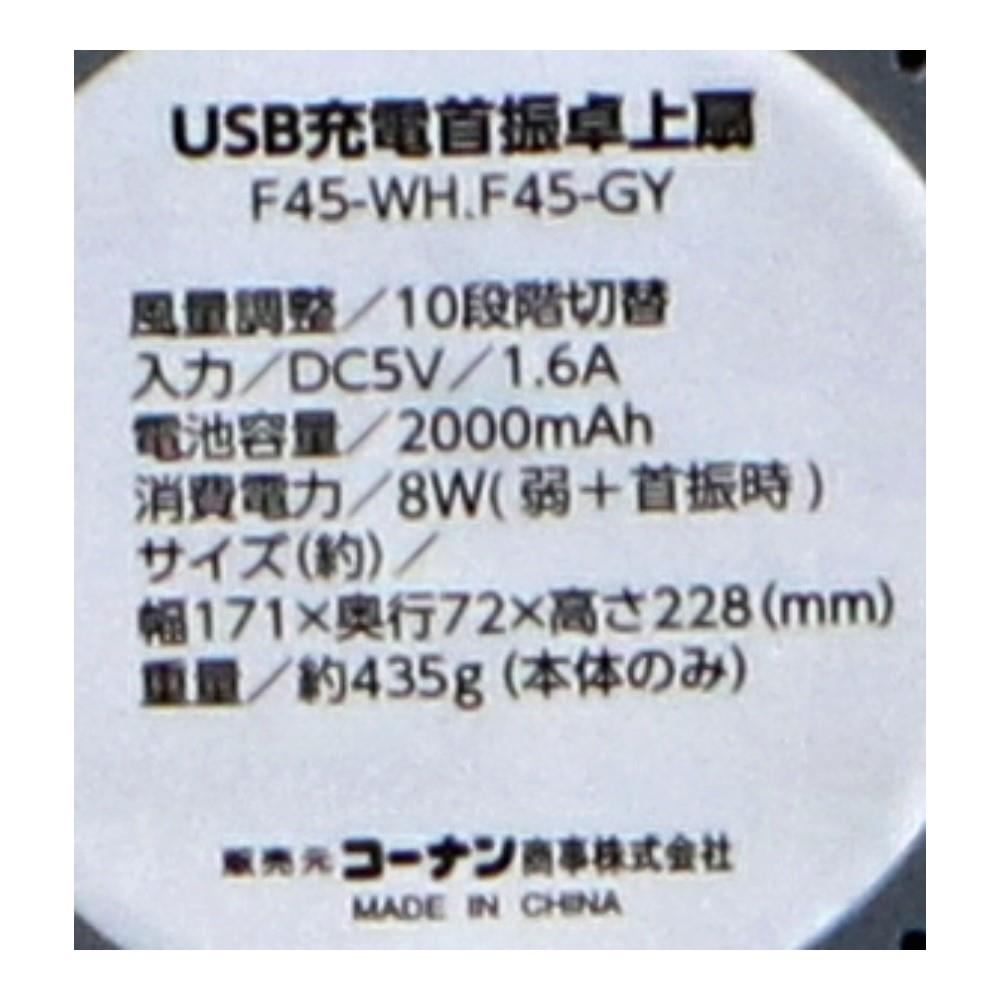 USB充電首振卓上扇
F45-WH.F45-GY
風量調整／10段階切替
入力／DC5V／1.6A
電池容量／2000mAh
消費電力／8W(弱＋首振時)
サイズ(約)／
幅171×奥行72×高さ228(mm)
重量／約435g(本体のみ)
販売元 コーナン商事株式会社
MADE IN CHINA